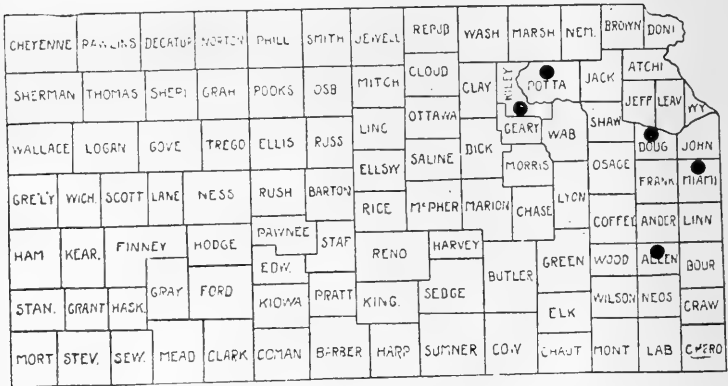 CHEYENNE RAWLINS DECATUR NORTON PHILL SMITH JEWELL REPUB WASH MARSH NEM. BROWN DONI
SHERMAN THOMAS SHERI GRAH ROOKS OSB MITCH CLOUD CLAY RILEY POTTA JACK ATCHI
JEFF LEAV WY
WALLACE LOGAN GOVE TREGO ELLIS RUSS LINC OTTAWA GEARY WAB SHAW DOUG JOHN
ELLSW SALINE DICK MORRIS OSAGE FRANK MIAMI
GRE'LY WICH. SCOTT LANE NESS RUSH BARTON RICE McPHER MARION CHASE LYON COFFEE ANDER LINN
HAM KEAR. FINNEY HODGE PAWNEE STAF RENO HARVEY BUTLER GREEN WOOD ALLEN BOUR
EDW.
STAN. GRANT HASK. GRAY FORD KIOWA PRATT KING. SEDGE ELK WILSON NEOS CRAW
MORT STEV. SEW. MEAD CLARK COMAN BARBER HARP SUMNER COW CHAUT MONT LAB CHERO